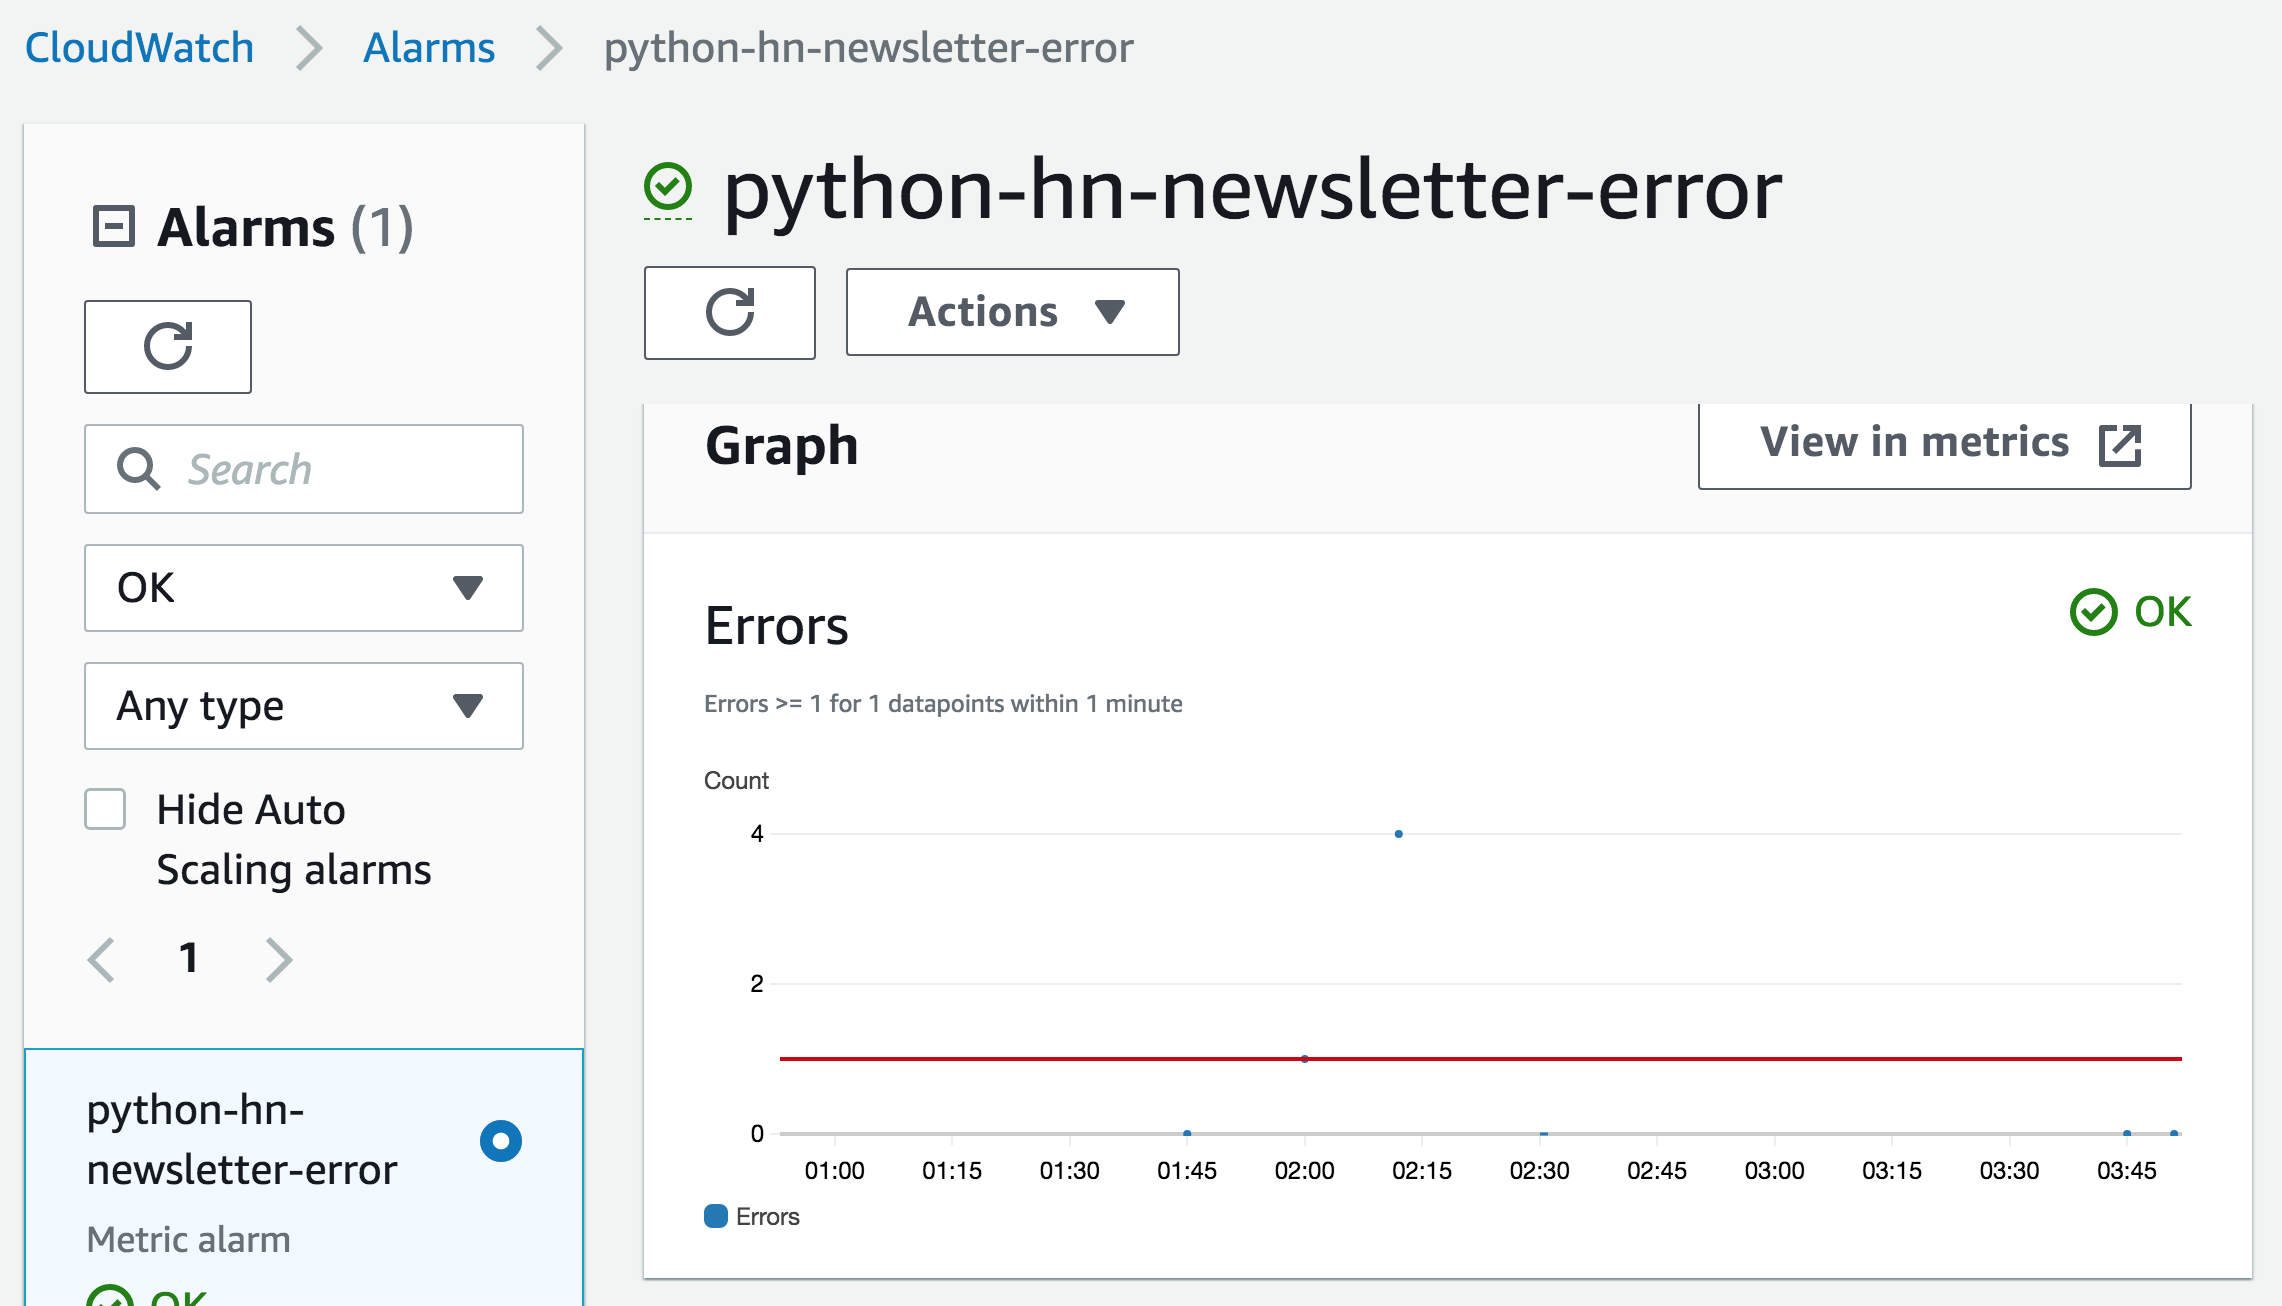 CloudWatch Alarms python-hn-newsletter-error
Alarms (1)
Search
OK
Any type
Hide Auto
Scaling alarms
1
python-hn-
newsletter-error
Metric alarm
OK
python-hn-newsletter-error
Actions
Graph
View in metrics
Errors
OK
Errors >= 1 for 1 datapoints within 1 minute
Count
4
2
0
01:00 01:15 01:30 01:45 02:00 02:15 02:30 02:45 03:00 03:15 03:30 03:45
Errors